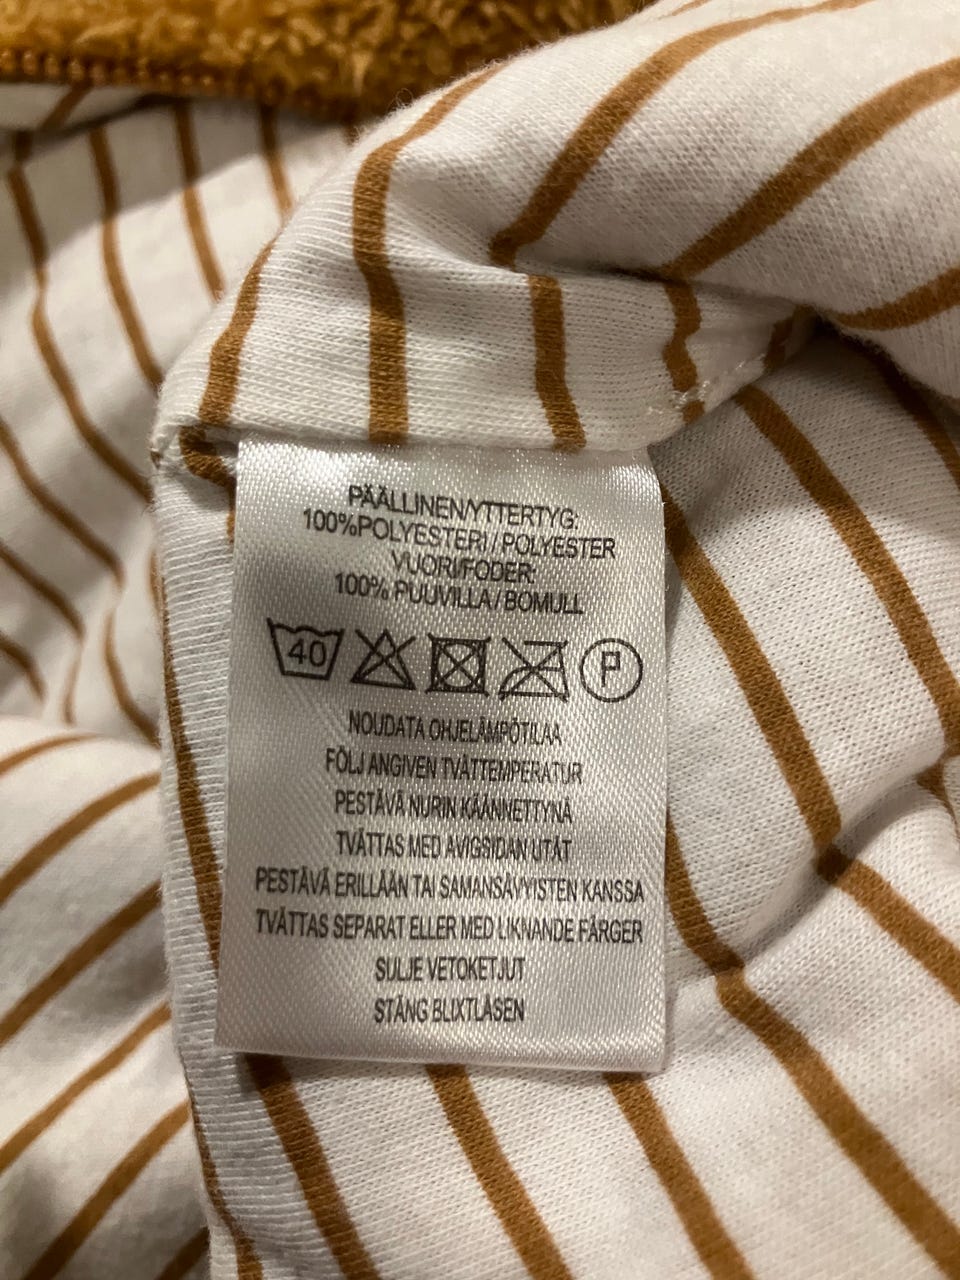 PÄÄLLINEN/YTTERTYG:
100%POLYESTERI/POLYESTER
VUORI/FODER:
100% PUUVILLA/BOMULL
40 P
NOUDATA OHJELÄMPÖTILAA
FÖLJ ANGIVEN TVÄTTEMPERATUR
PESTÄVÄ NURIN KÄÄNNETTYNÄ
TVÄTTAS MED AVIGSIDAN UTÅT
PESTÄVÄ ERILLÄÄN TAI SAMANSÄVYISTEN KANSSA
TVÄTTAS SEPARAT ELLER MED LIKNANDE FÄRGER
SULJE VETOKETJUT
STÄNG BLIXTLÅSEN